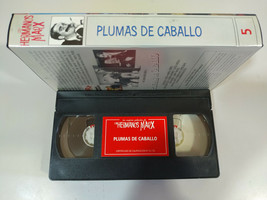 HERMANOS
MARX
PLUMAS DE CABALLO
5
HERMANOS MARX
PLUMAS DE CABALLO